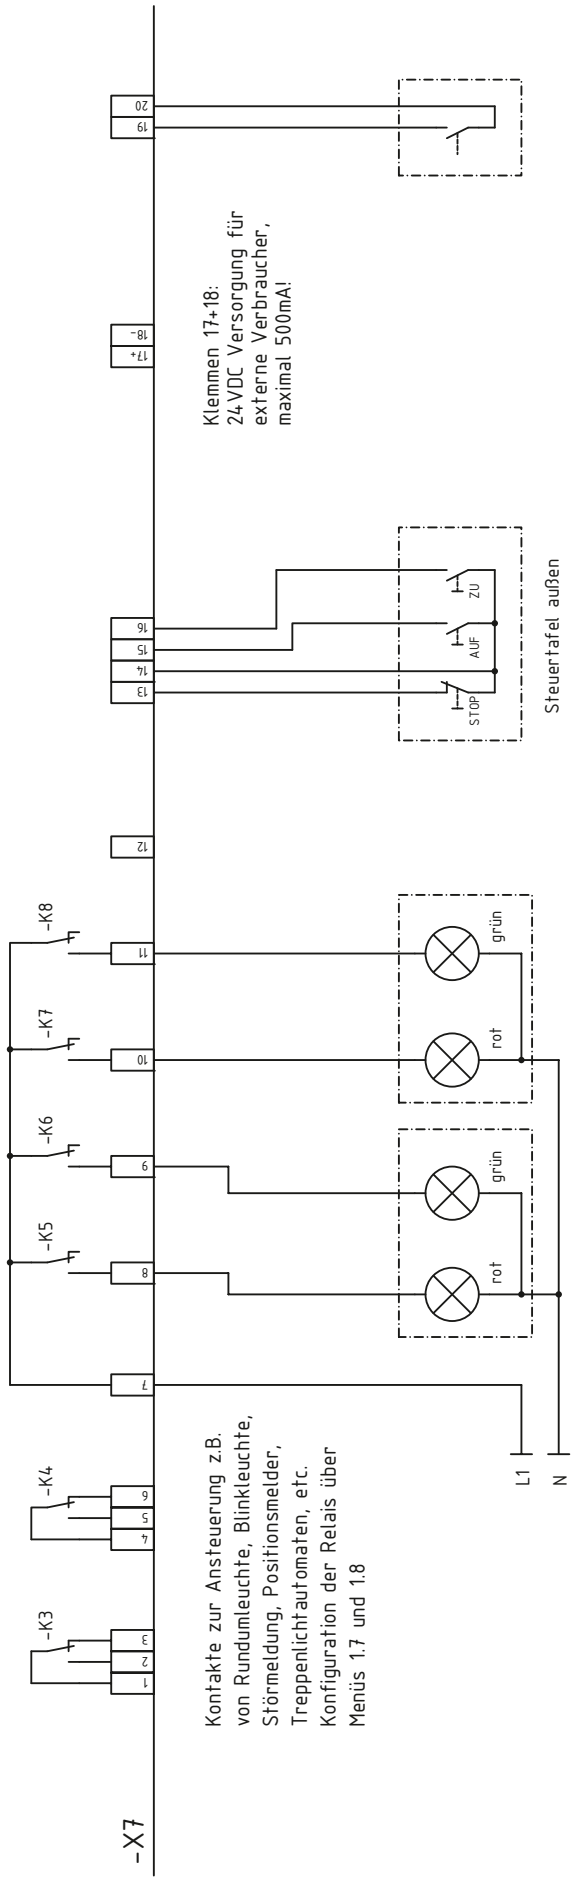 -X7
-K3
1
2
3
-K4
4
5
6
7
-K5
8
-K6
9
-K7
10
-K8
11
12
13
14
15
16
17+
18-
19
20
Kontakte zur Ansteuerung z.B.
von Rundumleuchte, Blinkleuchte,
Störmeldung, Positionsmelder,
Treppenlichtautomaten, etc.
Konfiguration der Relais über
Menüs 1.7 und 1.8
Klemmen 17+18:
24VDC Versorgung für
externe Verbraucher,
maximal 500mA!
L1
N
rot
grün
rot
grün
STOP
AUF
ZU
Steuertafel außen